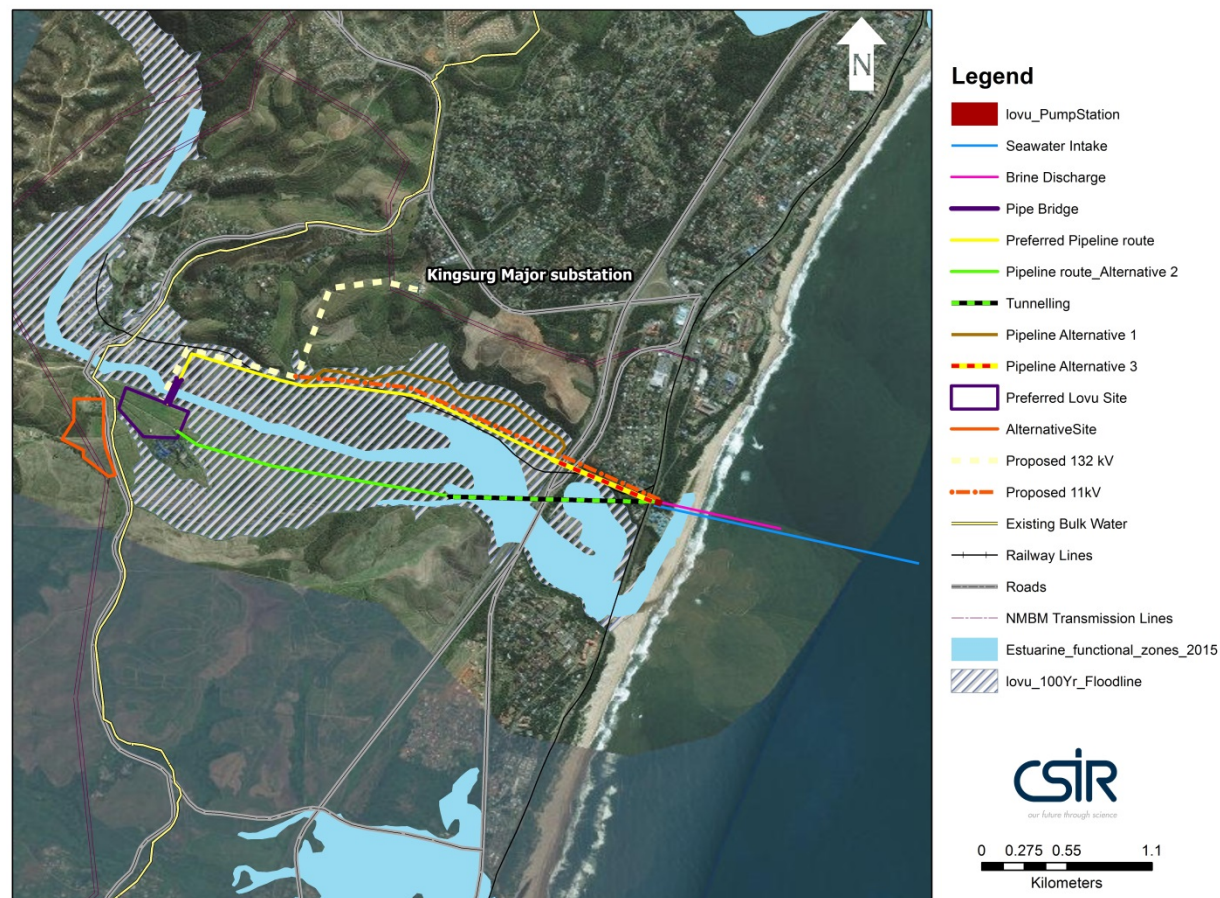 N
Kingsurg Major substation
Legend
Iovu_PumpStation
Seawater Intake
Brine Discharge
Pipe Bridge
Preferred Pipeline route
Pipeline route_Alternative 2
Tunnelling
Pipeline Alternative 1
Pipeline Alternative 3
Preferred Lovu Site
AlternativeSite
Proposed 132 kV
Proposed 11kV
Existing Bulk Water
Railway Lines
Roads
NMBM Transmission Lines
Estuarine_functional_zones_2015
Iovu_100Yr_Floodline
CSIR
our future through science
0 0.275 0.55 1.1
Kilometers